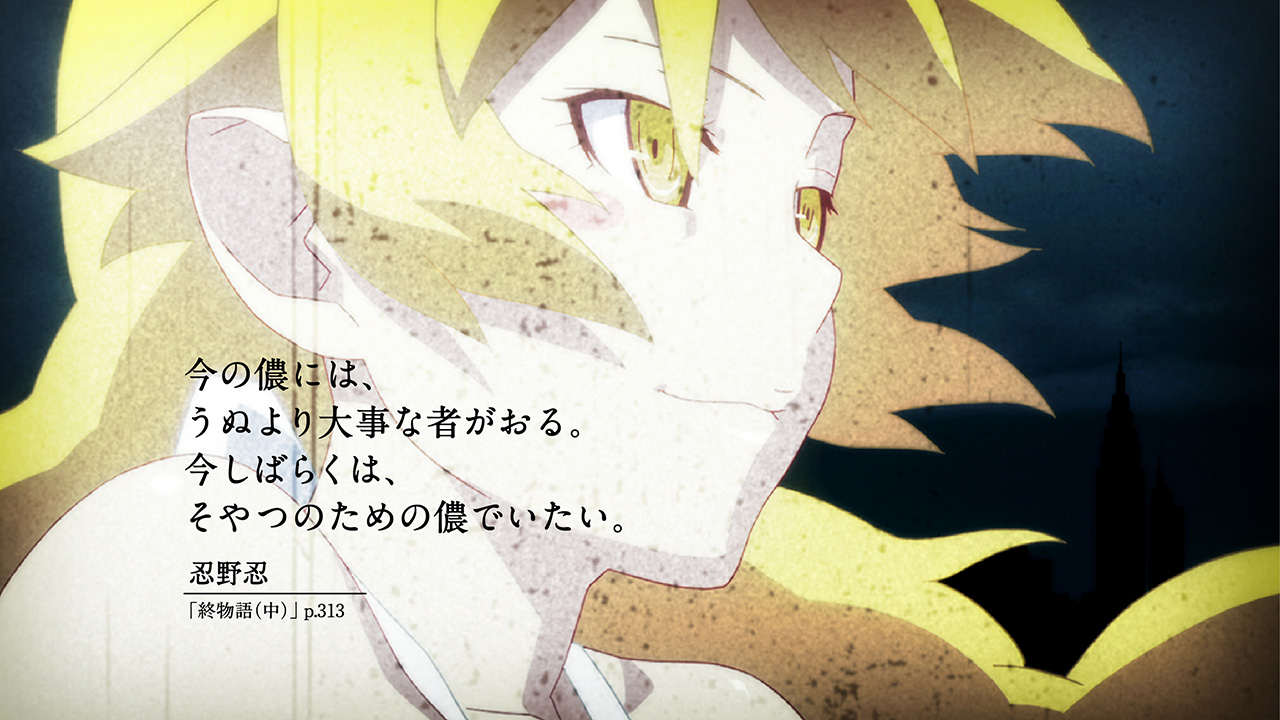 今の儂には、
うぬより大事な者がおる。
今しばらくは、
そやつのための儂でいたい。
忍野忍
「終物語(中)」p.313